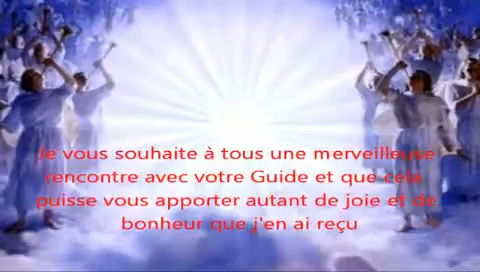 Je vous souhaite à tous une merveilleuse
rencontre avec votre Guide et que cela
puisse vous apporter autant de joie et de
bonheur que j'en ai reçu